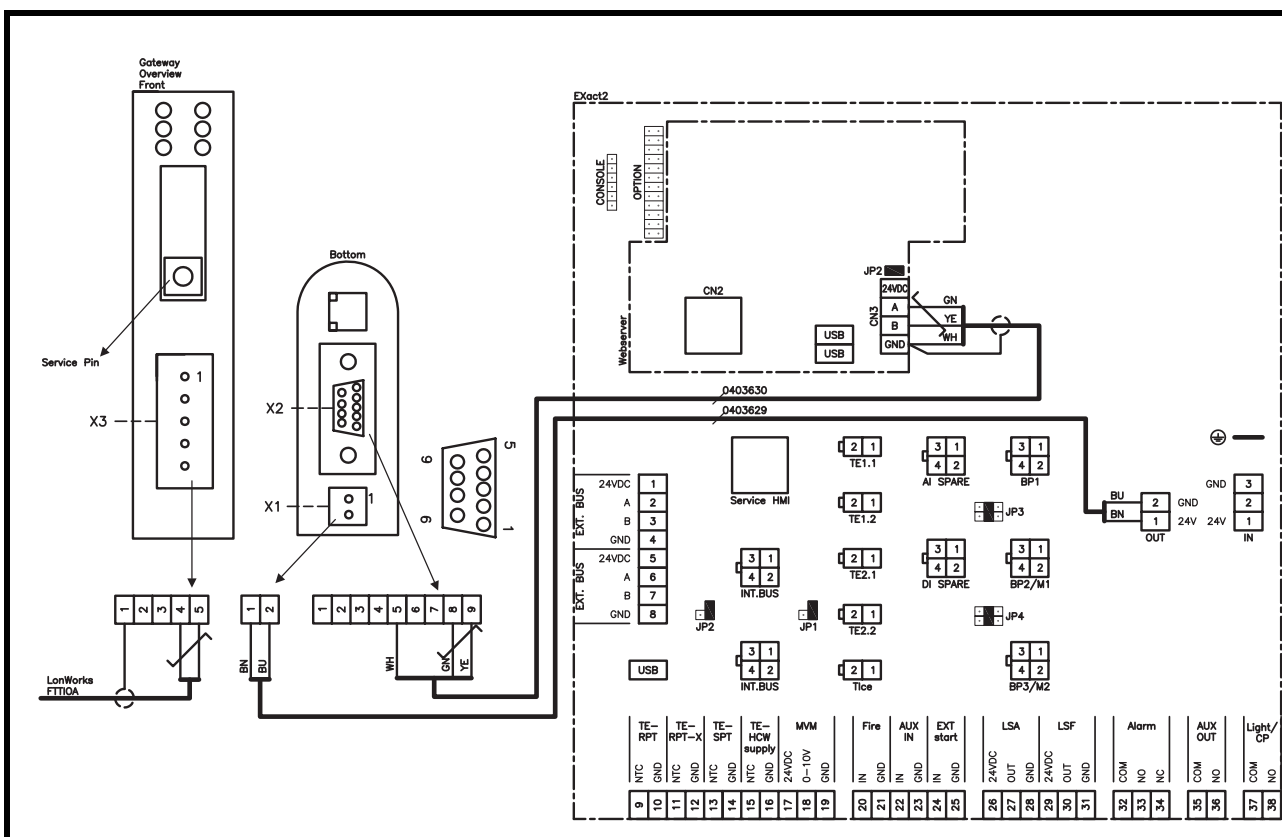 Gateway
Overview
Front
Service Pin
1
X3
Bottom
X2
X1
1
5
9
6
1
1 2 3 4 5
1 2
1 2 3 4 5 6 7 8 9
BN
BU
WH
GN
YE
LonWorks
FTT10A
EXact2
CONSOLE
OPTION
Webserver
CN2
USB
USB
JP2
CN3
24VDC
A
B
GND
GN
YE
WH
0403630
0403629
EXT. BUS
24VDC 1
A 2
B 3
GND 4
EXT. BUS
24VDC 5
A 6
B 7
GND 8
Service HMI
3 1
4 2
INT.BUS
JP2
JP1
USB
3 1
4 2
INT.BUS
2 1
TE1.1
2 1
TE1.2
2 1
TE2.1
2 1
TE2.2
2 1
TIce
3 1
4 2
AI SPARE
3 1
4 2
BP1
JP3
3 1
4 2
DI SPARE
3 1
4 2
BP2/M1
JP4
3 1
4 2
BP3/M2
BU
BN
2 GND
1 24V
OUT
GND 3
2
24V 1
IN
TE-
RPT
TE-
RPT-X
TE-
SPT
TE-
HCW
supply
MVM
Fire
AUX
IN
EXT
start
LSA
LSF
Alarm
AUX
OUT
Light/
CP
NTC GND NTC GND NTC GND NTC GND 24VDC 0-10V GND IN GND IN GND IN GND 24VDC OUT GND 24VDC OUT GND COM NO NC COM NO COM NO
9 10 11 12 13 14 15 16 17 18 19 20 21 22 23 24 25 26 27 28 29 30 31 32 33 34 35 36 37 38